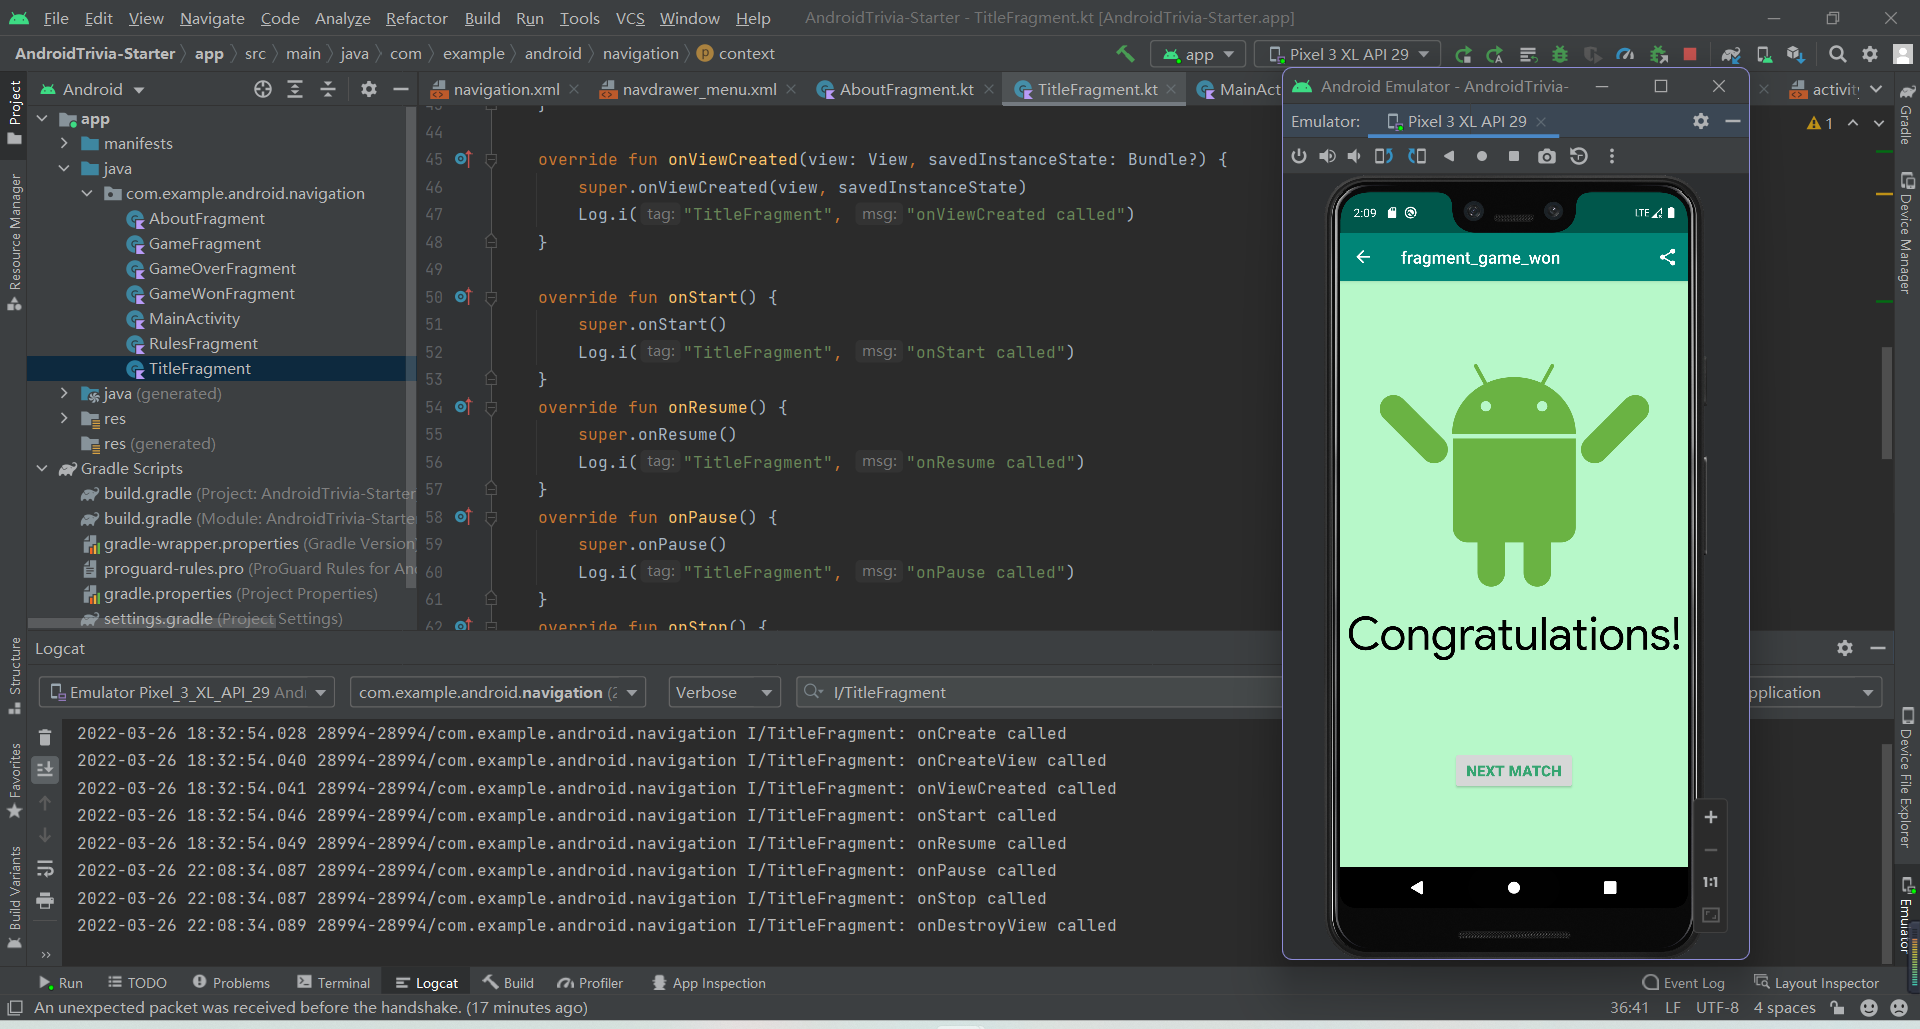 File Edit View Navigate Code Analyze Refactor Build Run Tools VCS Window Help AndroidTrivia-Starter - TitleFragment.kt [AndroidTrivia-Starter.app]
AndroidTrivia-Starter app src main java com example android navigation context app Pixel 3 XL API 29
Android navigation.xml navdrawer_menu.xml AboutFragment.kt TitleFragment.kt MainAct activity
Project
Resource Manager
Structure
Favorites
Build Variants
app
manifests
java
com.example.android.navigation
AboutFragment
GameFragment
GameOverFragment
GameWonFragment
MainActivity
RulesFragment
TitleFragment
java (generated)
res
res (generated)
Gradle Scripts
build.gradle (Project: AndroidTrivia-Starter
build.gradle (Module: AndroidTrivia-Starte
gradle-wrapper.properties (Gradle Version
proguard-rules.pro (ProGuard Rules for An
gradle.properties (Project Properties)
settings.gradle (Project Settings)
43 }
44
45 override fun onViewCreated(view: View, savedInstanceState: Bundle?) {
46 super.onViewCreated(view, savedInstanceState)
47 Log.i( tag: "TitleFragment", msg: "onViewCreated called")
48 }
49
50 override fun onStart() {
51 super.onStart()
52 Log.i( tag: "TitleFragment", msg: "onStart called")
53 }
54 override fun onResume() {
55 super.onResume()
56 Log.i( tag: "TitleFragment", msg: "onResume called")
57 }
58 override fun onPause() {
59 super.onPause()
60 Log.i( tag: "TitleFragment", msg: "onPause called")
61 }
62 override fun onStop() {
1
Android Emulator - AndroidTrivia-
Emulator: Pixel 3 XL API 29
2:09 LTE
fragment_game_won
Congratulations!
NEXT MATCH
1:1
Gradle
Device Manager
Device File Explorer
Emulator
Logcat
Emulator Pixel_3_XL_API_29 And com.example.android.navigation (2 Verbose I/TitleFragment pplication
2022-03-26 18:32:54.028 28994-28994/com.example.android.navigation I/TitleFragment: onCreate called
2022-03-26 18:32:54.040 28994-28994/com.example.android.navigation I/TitleFragment: onCreateView called
2022-03-26 18:32:54.041 28994-28994/com.example.android.navigation I/TitleFragment: onViewCreated called
2022-03-26 18:32:54.046 28994-28994/com.example.android.navigation I/TitleFragment: onStart called
2022-03-26 18:32:54.049 28994-28994/com.example.android.navigation I/TitleFragment: onResume called
2022-03-26 22:08:34.087 28994-28994/com.example.android.navigation I/TitleFragment: onPause called
2022-03-26 22:08:34.087 28994-28994/com.example.android.navigation I/TitleFragment: onStop called
2022-03-26 22:08:34.089 28994-28994/com.example.android.navigation I/TitleFragment: onDestroyView called
Run TODO Problems Terminal Logcat Build Profiler App Inspection Event Log Layout Inspector
An unexpected packet was received before the handshake. (17 minutes ago) 36:41 LF UTF-8 4 spaces